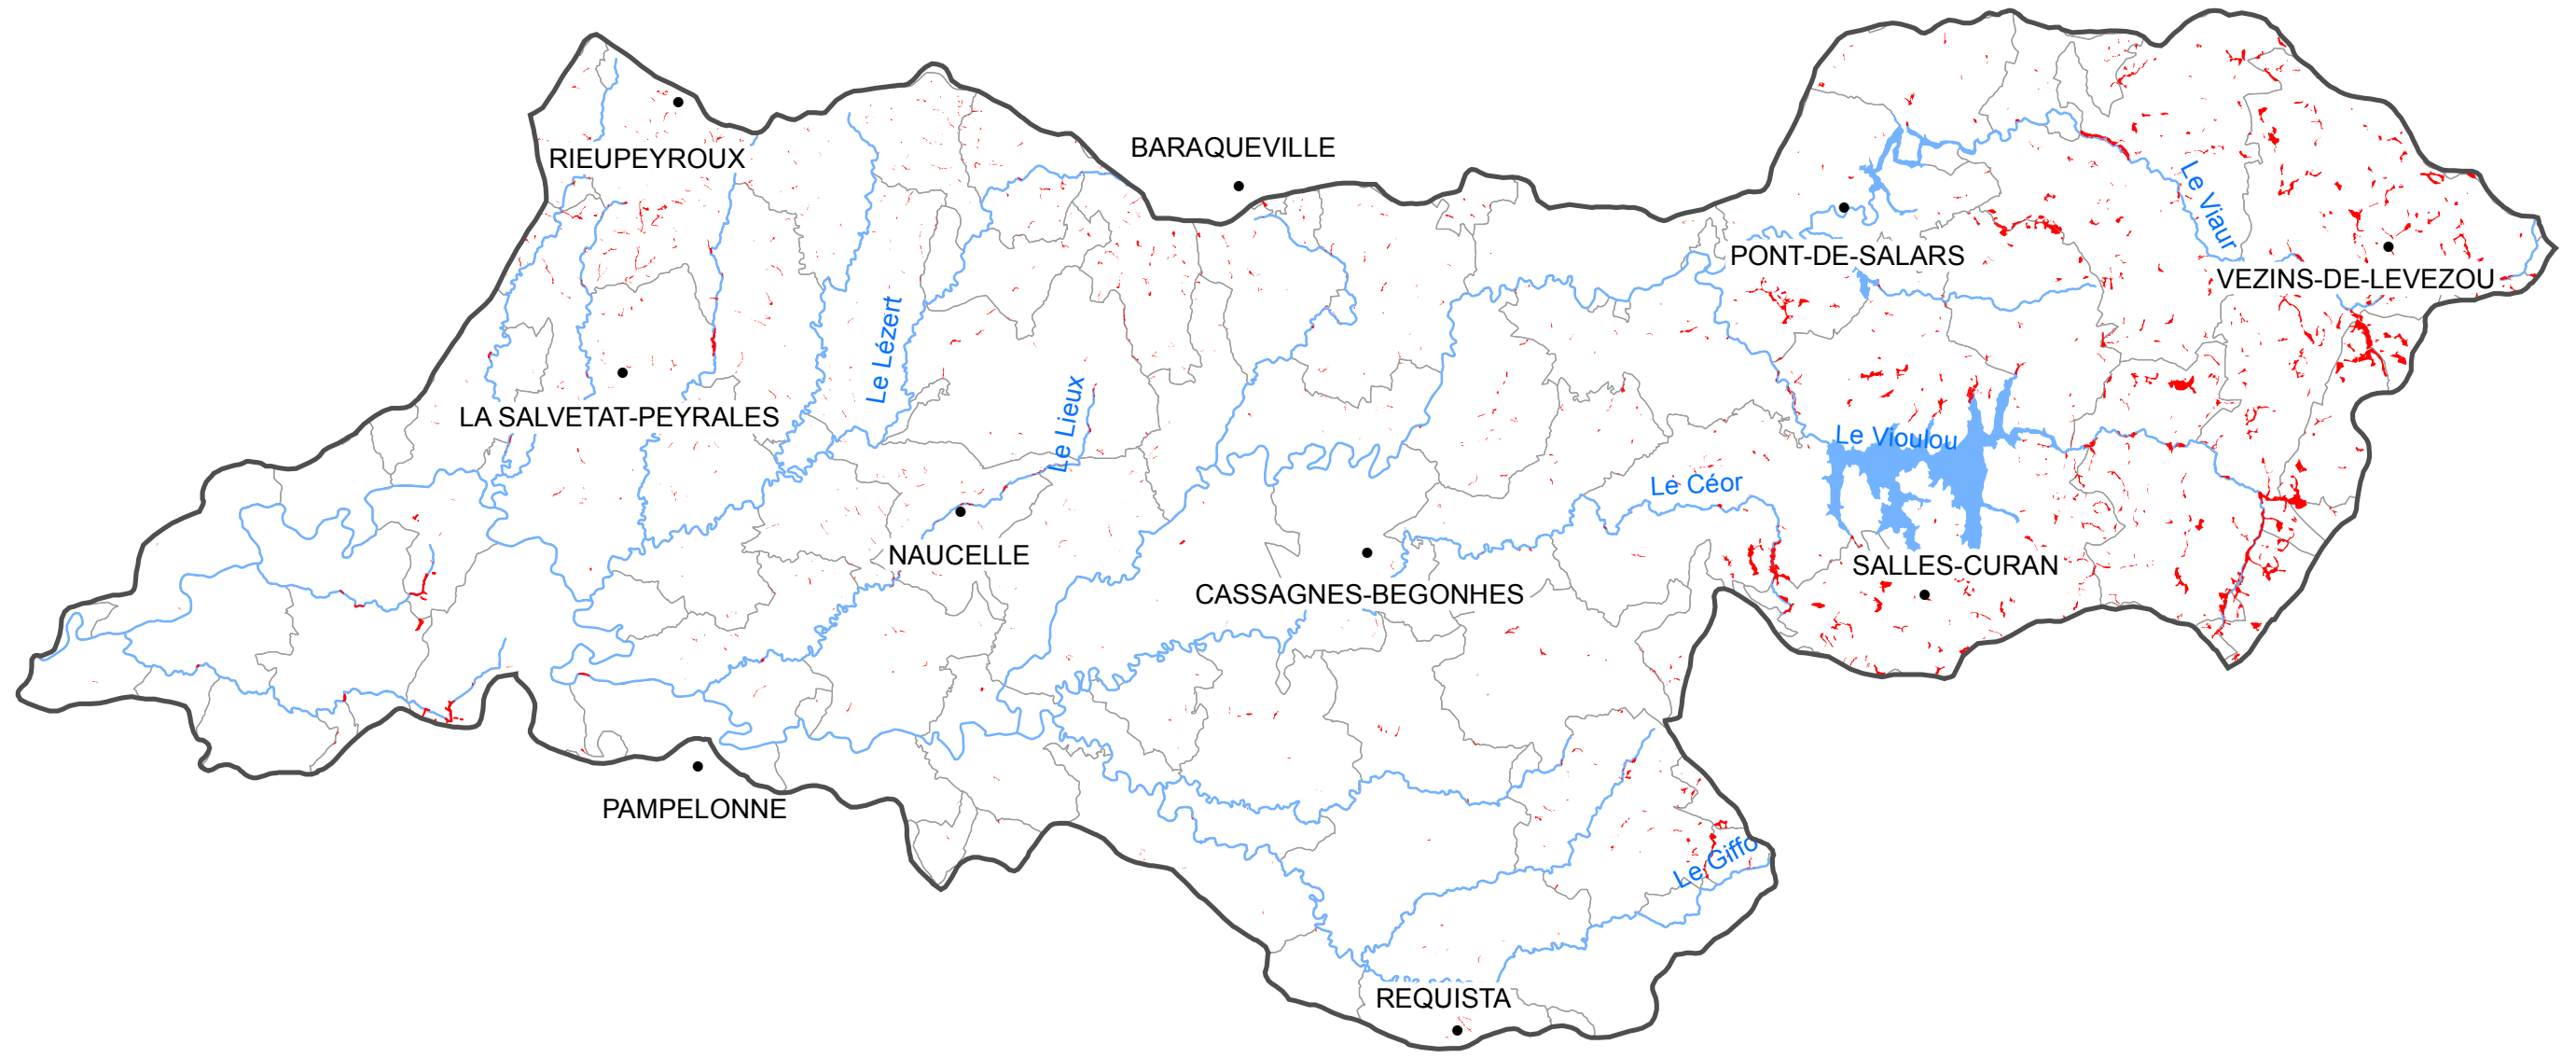 BARAQUEVILLE
RIEUPEYROUX
Le Viaur
PONT-DE-SALARS
VEZINS-DE-LEVEZOU
Le Lézert
LA SALVETAT-PEYRALES
Le Lieux
Le Vioulou
Le Céor
NAUCELLE
SALLES-CURAN
CASSAGNES-BEGONHES
PAMPELONNE
Le Giffo
REQUISTA